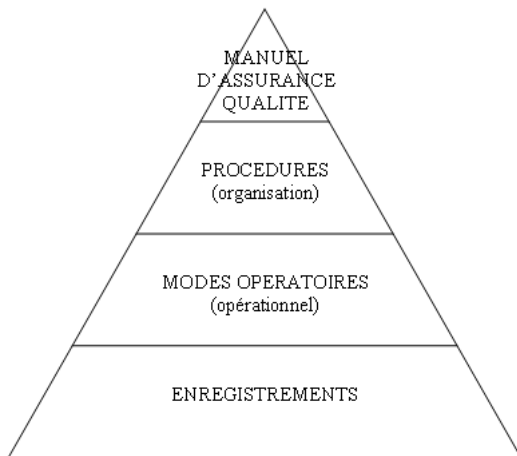 MANUEL
D'ASSURANCE
QUALITE
PROCEDURES
(organisation)
MODES OPERATOIRES
(opérationnel)
ENREGISTREMENTS